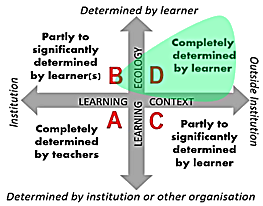 Determined by learner
Partly to
significantly
determined
by learner(s)
Completely
determined
by learner
B
D
ECOLOGY
Institution
LEARNING
CONTEXT
Outside institution
A
C
LEARNING
Completely
determined
by teachers
Partly to
significantly
determined
by learner
Determined by institution or other organisation